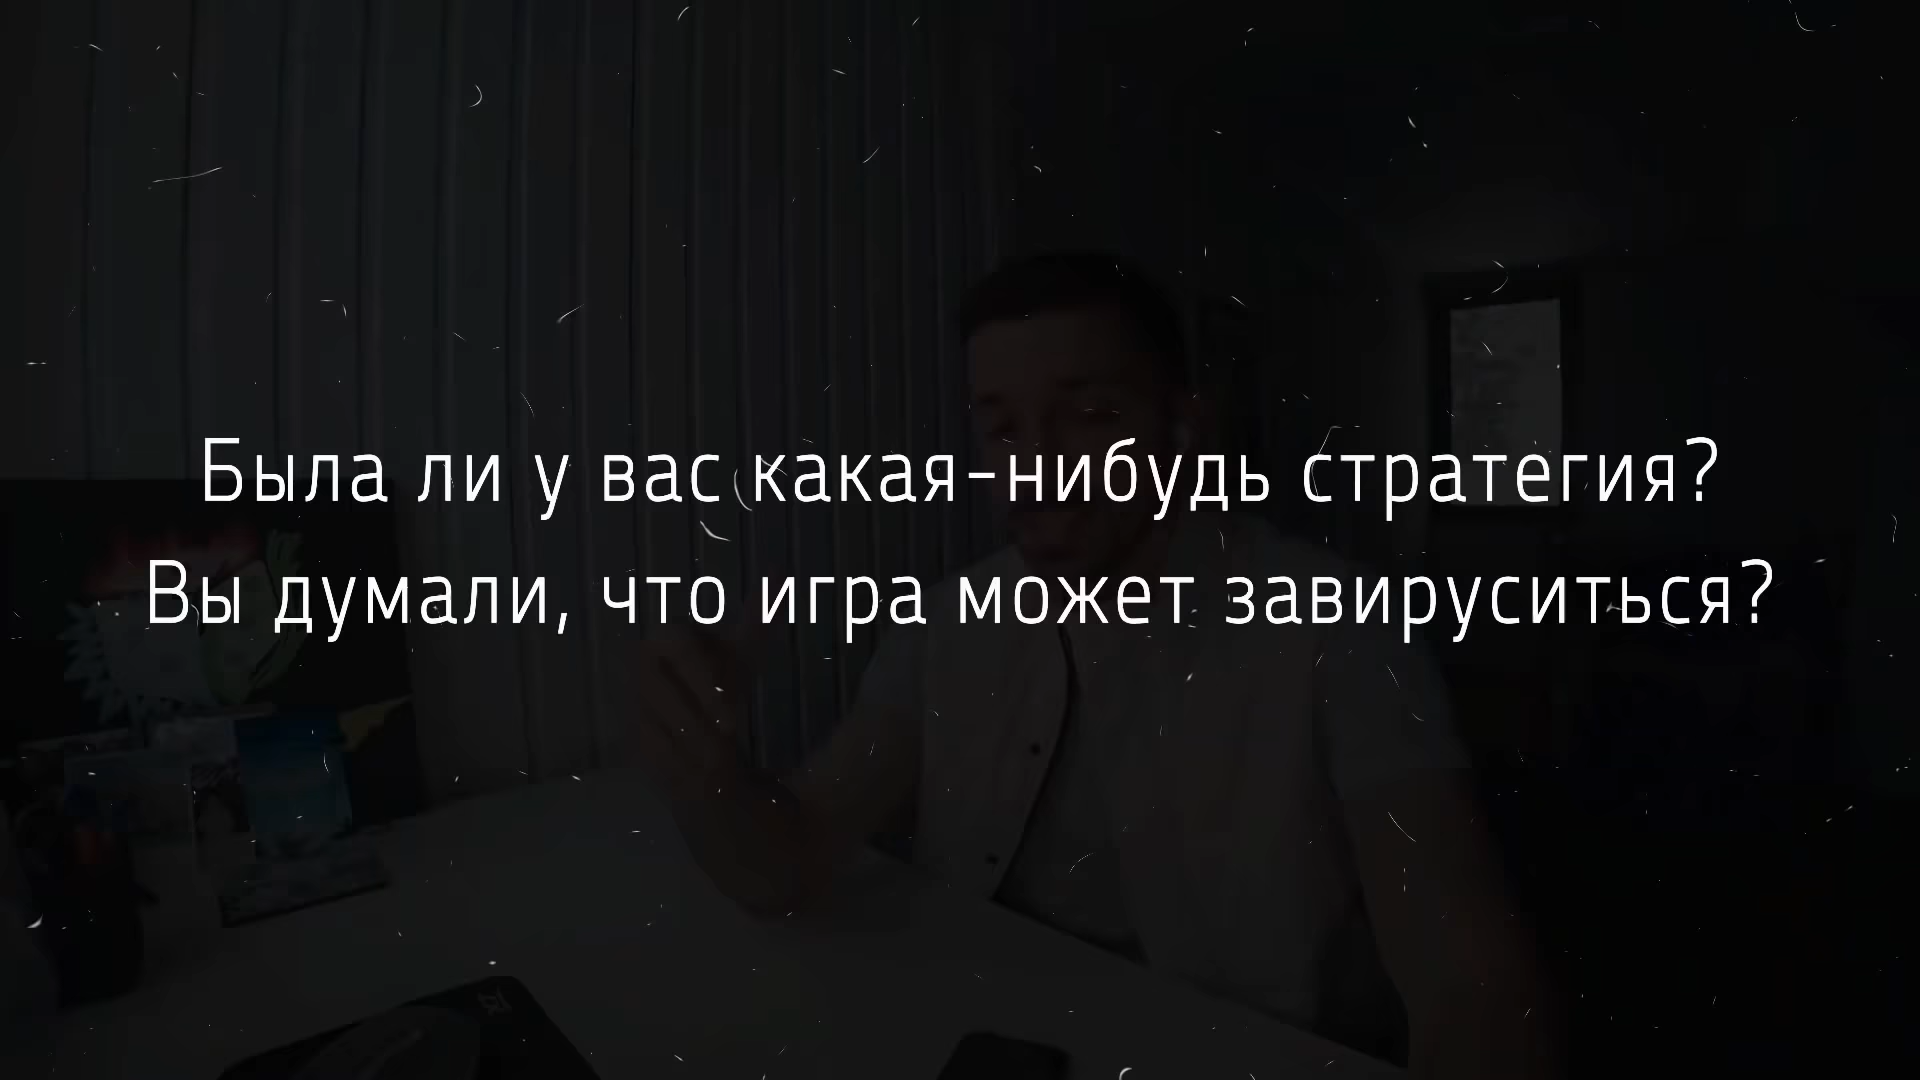 Была ли у вас какая-нибудь стратегия?
Вы думали, что игра может завируситься?